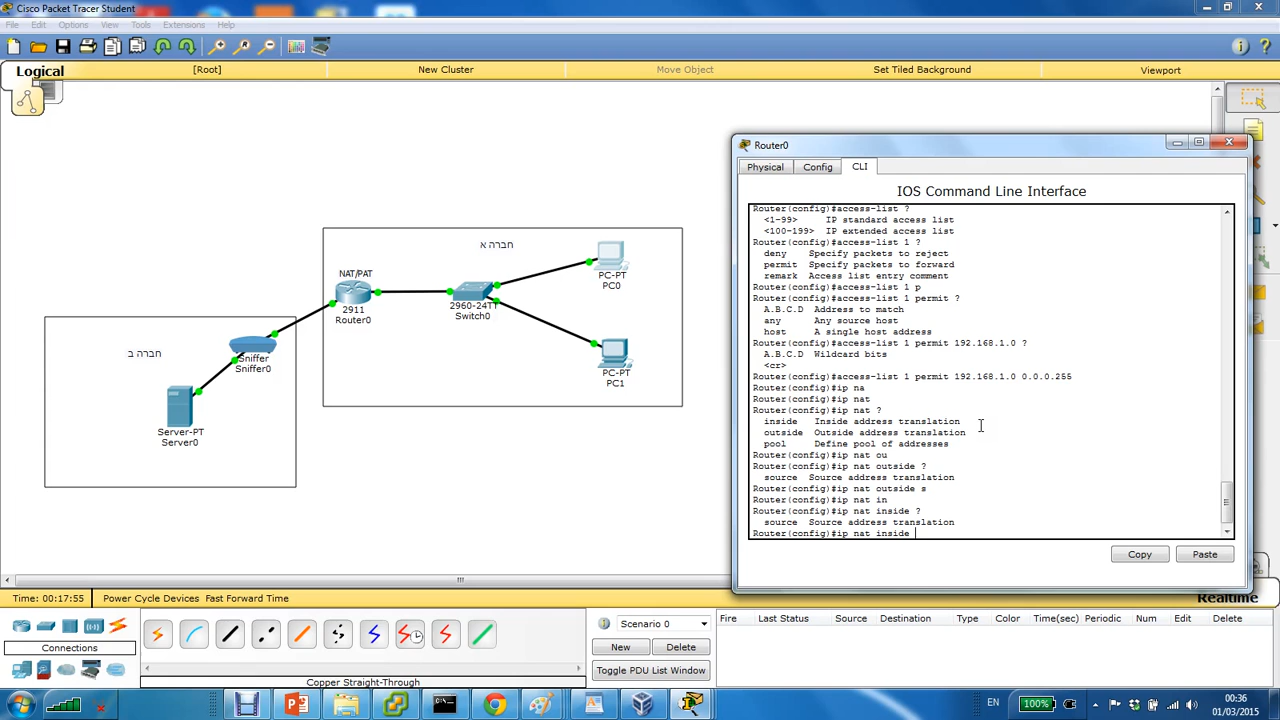 Cisco Packet Tracer Student
File Edit Options View Tools Extensions Help
Logical [Root] New Cluster Move Object Set Tiled Background Viewport
חברה א
PC-PT
PC0
NAT/PAT
2911
Router0
2960-24TT
Switch0
PC-PT
PC1
חברה ב
Sniffer
Sniffer0
Server-PT
Server0
Router0
Physical Config CLI
IOS Command Line Interface
Router(config)#access-list ?
<1-99> IP standard access list
<100-199> IP extended access list
Router(config)#access-list 1 ?
deny Specify packets to reject
permit Specify packets to forward
remark Access list entry comment
Router(config)#access-list 1 p
Router(config)#access-list 1 permit ?
A.B.C.D Address to match
any Any source host
host A single host address
Router(config)#access-list 1 permit 192.168.1.0 ?
A.B.C.D Wildcard bits
<cr>
Router(config)#access-list 1 permit 192.168.1.0 0.0.0.255
Router(config)#ip na
Router(config)#ip nat
Router(config)#ip nat ?
inside Inside address translation
outside Outside address translation
pool Define pool of addresses
Router(config)#ip nat ou
Router(config)#ip nat outside ?
source Source address translation
Router(config)#ip nat outside s
Router(config)#ip nat in
Router(config)#ip nat inside ?
source Source address translation
Router(config)#ip nat inside
Copy Paste
Time: 00:17:55 Power Cycle Devices Fast Forward Time Realtime
Connections
Copper Straight-Through
Scenario 0
New Delete
Toggle PDU List Window
Fire Last Status Source Destination Type Color Time(sec) Periodic Num Edit Delete
EN 100% 00:36
01/03/2015